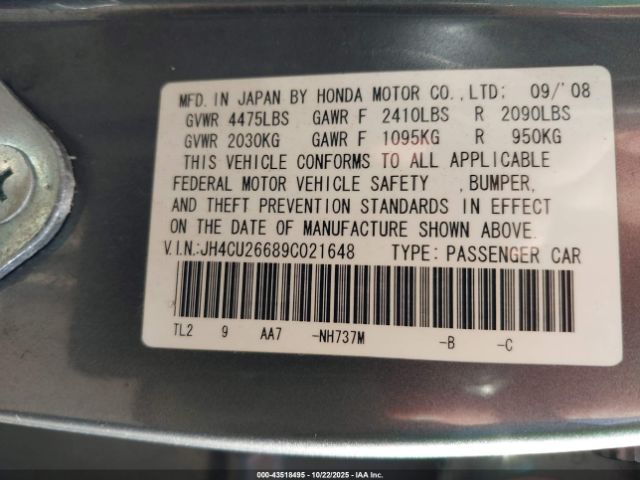 MFD. IN JAPAN BY HONDA MOTOR CO., LTD: 09/'08
GVWR 4475LBS GAWR F 2410LBS R 2090LBS
GVWR 2030KG GAWR F 1095KG R 950KG
THIS VEHICLE CONFORMS TO ALL APPLICABLE
FEDERAL MOTOR VEHICLE SAFETY , BUMPER,
AND THEFT PREVENTION STANDARDS IN EFFECT
ON THE DATE OF MANUFACTURE SHOWN ABOVE.
V.I.N.:JH4CU26689C021648 TYPE: PASSENGER CAR
TL2 9 AA7 -NH737M -B -C
000-43518495 - 10/22/2025 - Copyright © 2025 IAA, Inc.